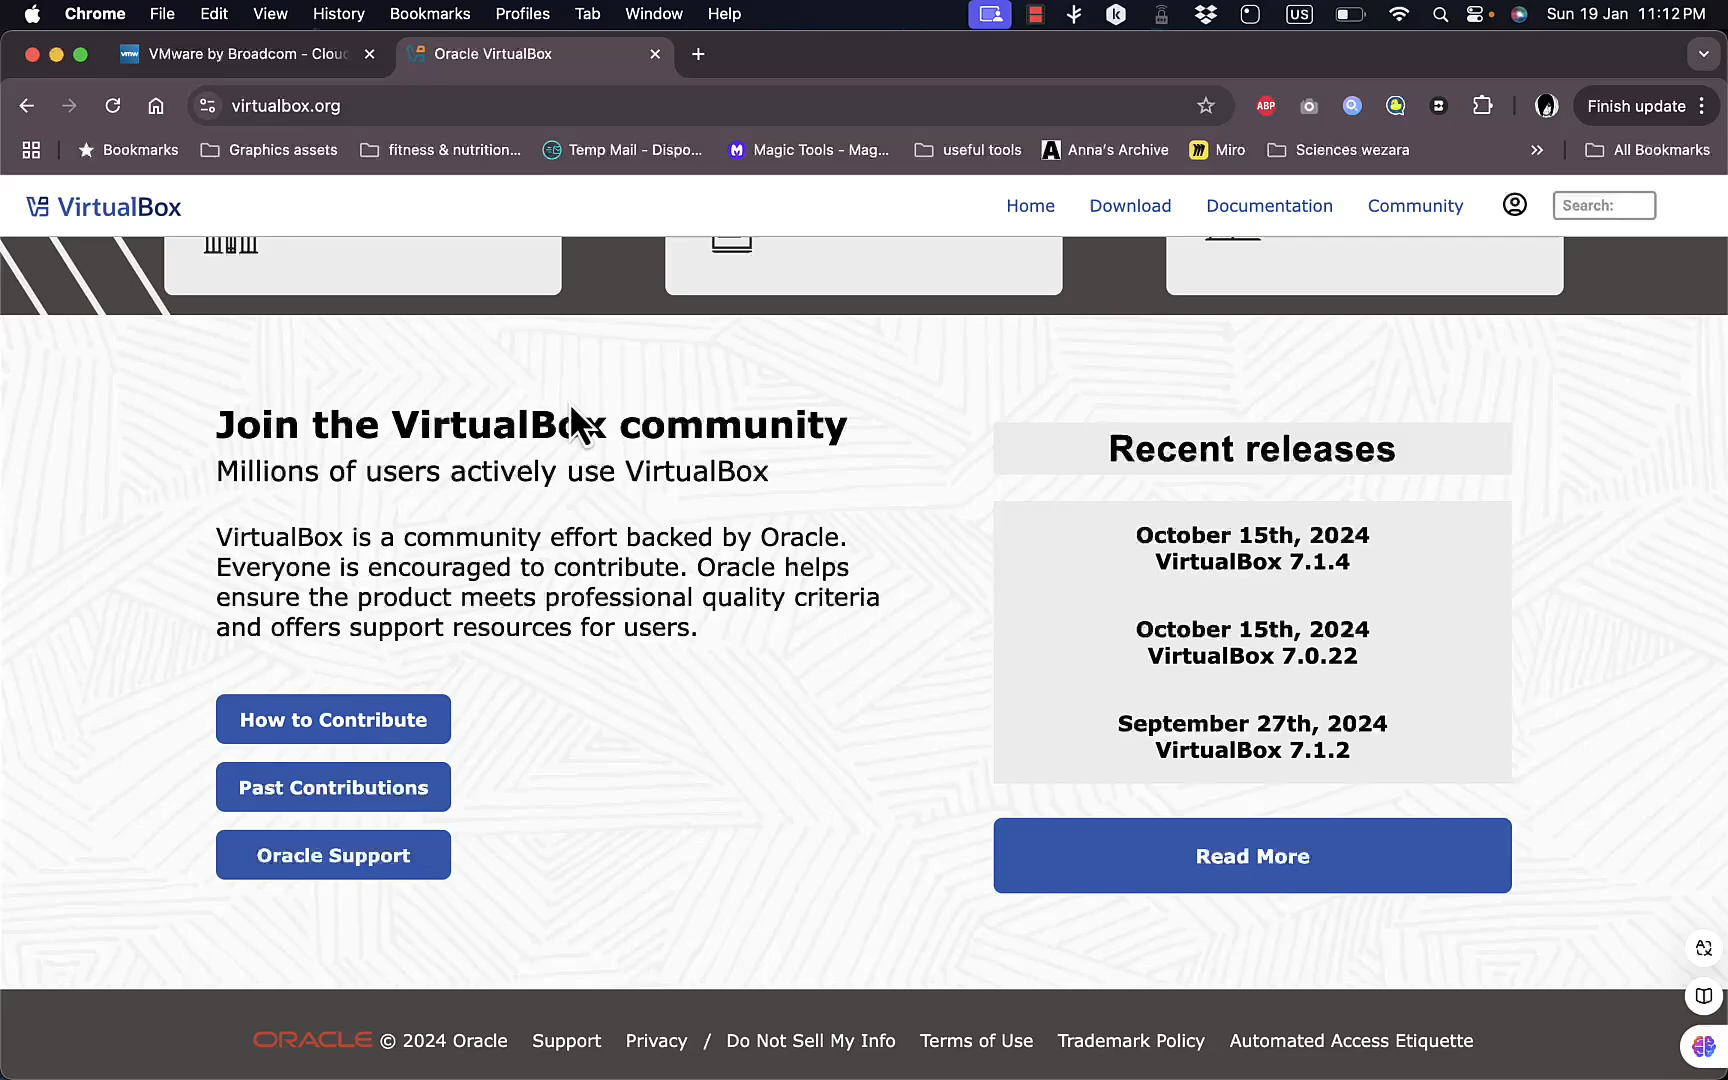 Chrome File Edit View History Bookmarks Profiles Tab Window Help US Sun 19 Jan 11:12 PM
vmw VMware by Broadcom - Clou Oracle VirtualBox
virtualbox.org ABP Finish update
Bookmarks Graphics assets fitness & nutrition... Temp Mail - Dispo... Magic Tools - Mag... useful tools Anna's Archive Miro Sciences wezara » All Bookmarks
VirtualBox Home Download Documentation Community Search:
Join the VirtualBox community
Millions of users actively use VirtualBox
VirtualBox is a community effort backed by Oracle.
Everyone is encouraged to contribute. Oracle helps
ensure the product meets professional quality criteria
and offers support resources for users.
How to Contribute
Past Contributions
Oracle Support
Recent releases
October 15th, 2024
VirtualBox 7.1.4
October 15th, 2024
VirtualBox 7.0.22
September 27th, 2024
VirtualBox 7.1.2
Read More
ORACLE © 2024 Oracle Support Privacy / Do Not Sell My Info Terms of Use Trademark Policy Automated Access Etiquette